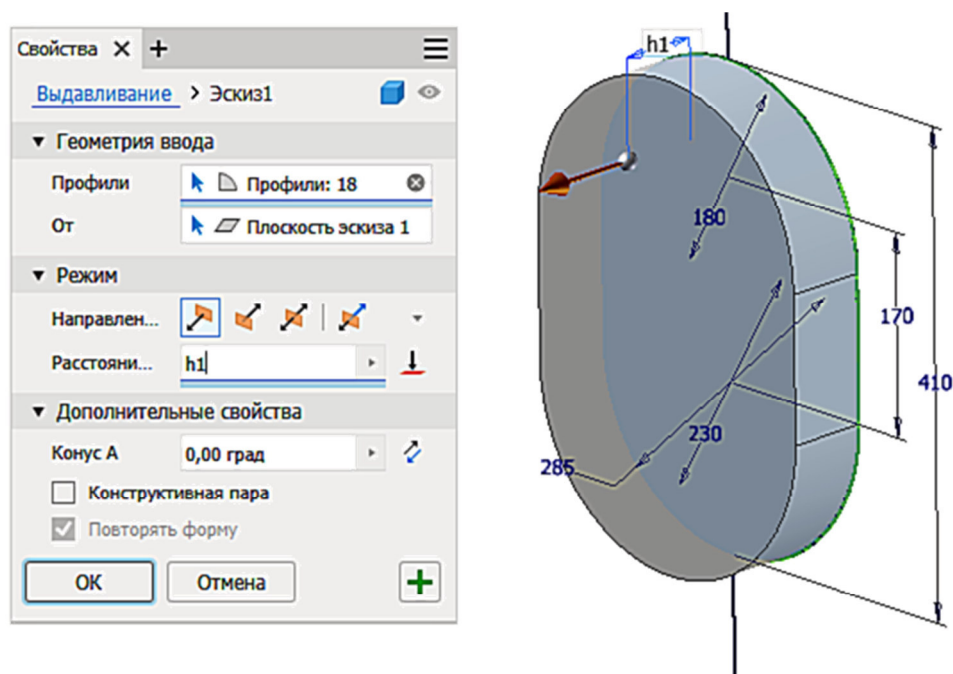 Свойства
Выдавливание > Эскиз1
Геометрия ввода
Профили Профили: 18
От Плоскость эскиза 1
Режим
Направлен...
Расстояни... h1
Дополнительные свойства
Конус A 0,00 град
Конструктивная пара
Повторять форму
OK Отмена
h1
180
170
410
230
285